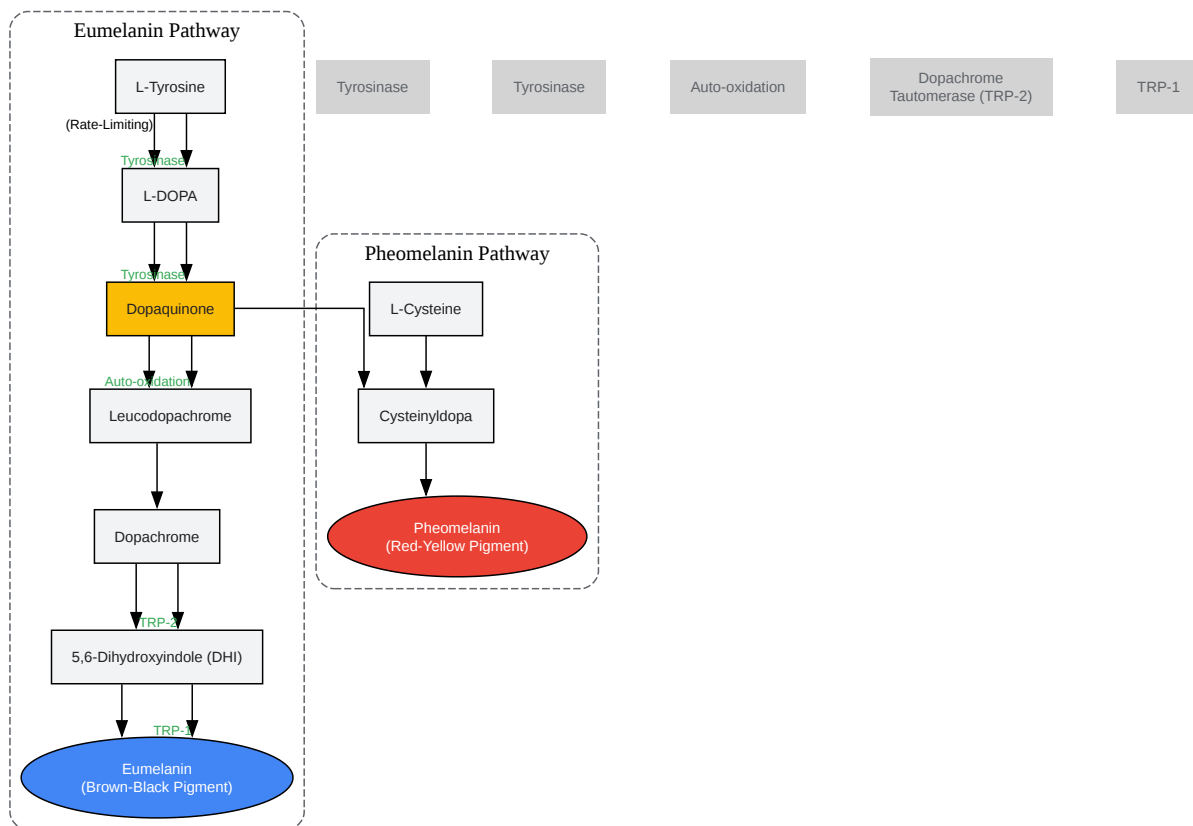 Eumelanin Pathway
L-Tyrosine
Tyrosinase
Tyrosinase
Auto-oxidation
Dopachrome
Tautomerase (TRP-2)
TRP-1
(Rate-Limiting)
Tyrosinase
L-DOPA
Tyrosinase
Pheomelanin Pathway
Dopaquinone
L-Cysteine
Auto-oxidation
Leucodopachrome
Cysteinyldopa
Dopachrome
Pheomelanin
(Red-Yellow Pigment)
TRP-2
5,6-Dihydroxyindole (DHI)
TRP-1
Eumelanin
(Brown-Black Pigment)